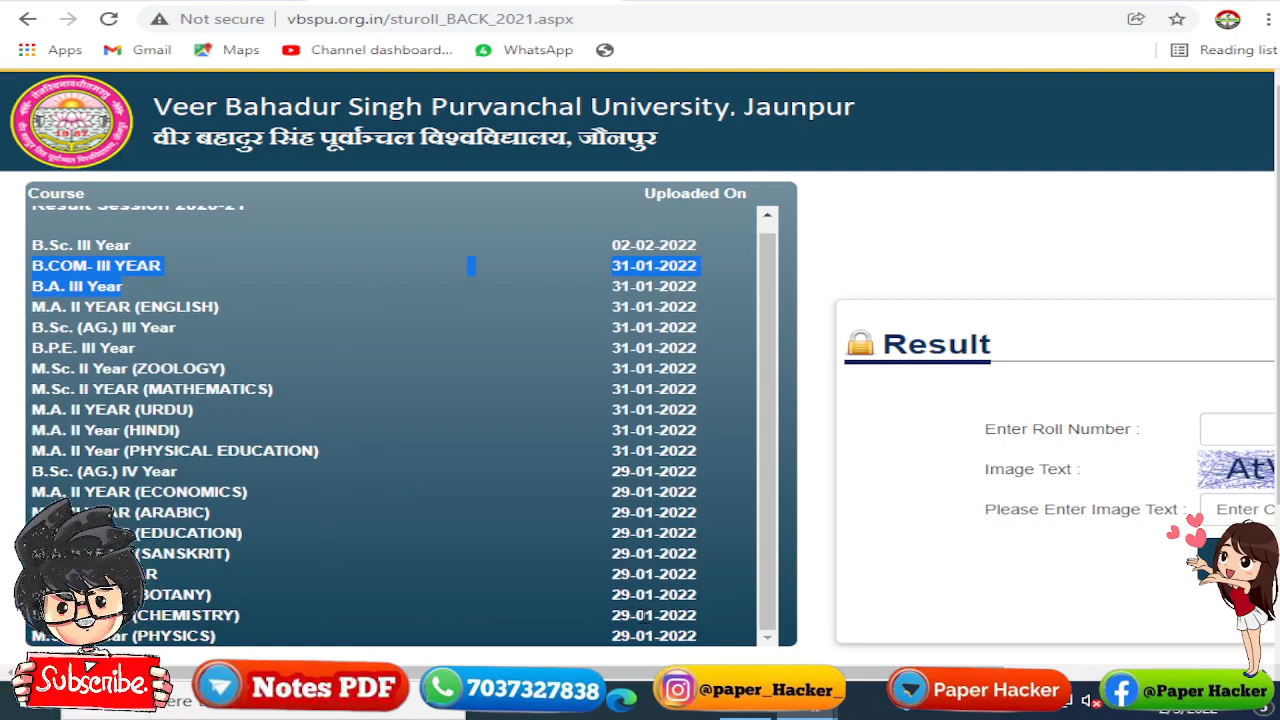 Not secure | vbspu.org.in/sturoll_BACK_2021.aspx
Apps Gmail Maps Channel dashboard... WhatsApp Reading list
Veer Bahadur Singh Purvanchal University, Jaunpur
वीर बहादुर सिंह पूर्वाञ्चल विश्वविद्यालय, जौनपुर
1987
Course Uploaded On
Result Session 2020-21
B.Sc. III Year 02-02-2022
B.COM- III YEAR 31-01-2022
B.A. III Year 31-01-2022
M.A. II YEAR (ENGLISH) 31-01-2022
B.Sc. (AG.) III Year 31-01-2022
B.P.E. III Year 31-01-2022
M.Sc. II Year (ZOOLOGY) 31-01-2022
M.Sc. II YEAR (MATHEMATICS) 31-01-2022
M.A. II YEAR (URDU) 31-01-2022
M.A. II Year (HINDI) 31-01-2022
M.A. II Year (PHYSICAL EDUCATION) 31-01-2022
B.Sc. (AG.) IV Year 29-01-2022
M.A. II YEAR (ECONOMICS) 29-01-2022
(ARABIC) 29-01-2022
(EDUCATION) 29-01-2022
(SANSKRIT) 29-01-2022
29-01-2022
BOTANY) 29-01-2022
(CHEMISTRY) 29-01-2022
(PHYSICS) 29-01-2022
Result
Enter Roll Number :
Image Text :
Please Enter Image Text : Enter
Subscribe.
Notes PDF
7037327838
@paper_Hacker_
Paper Hacker
@Paper Hacker